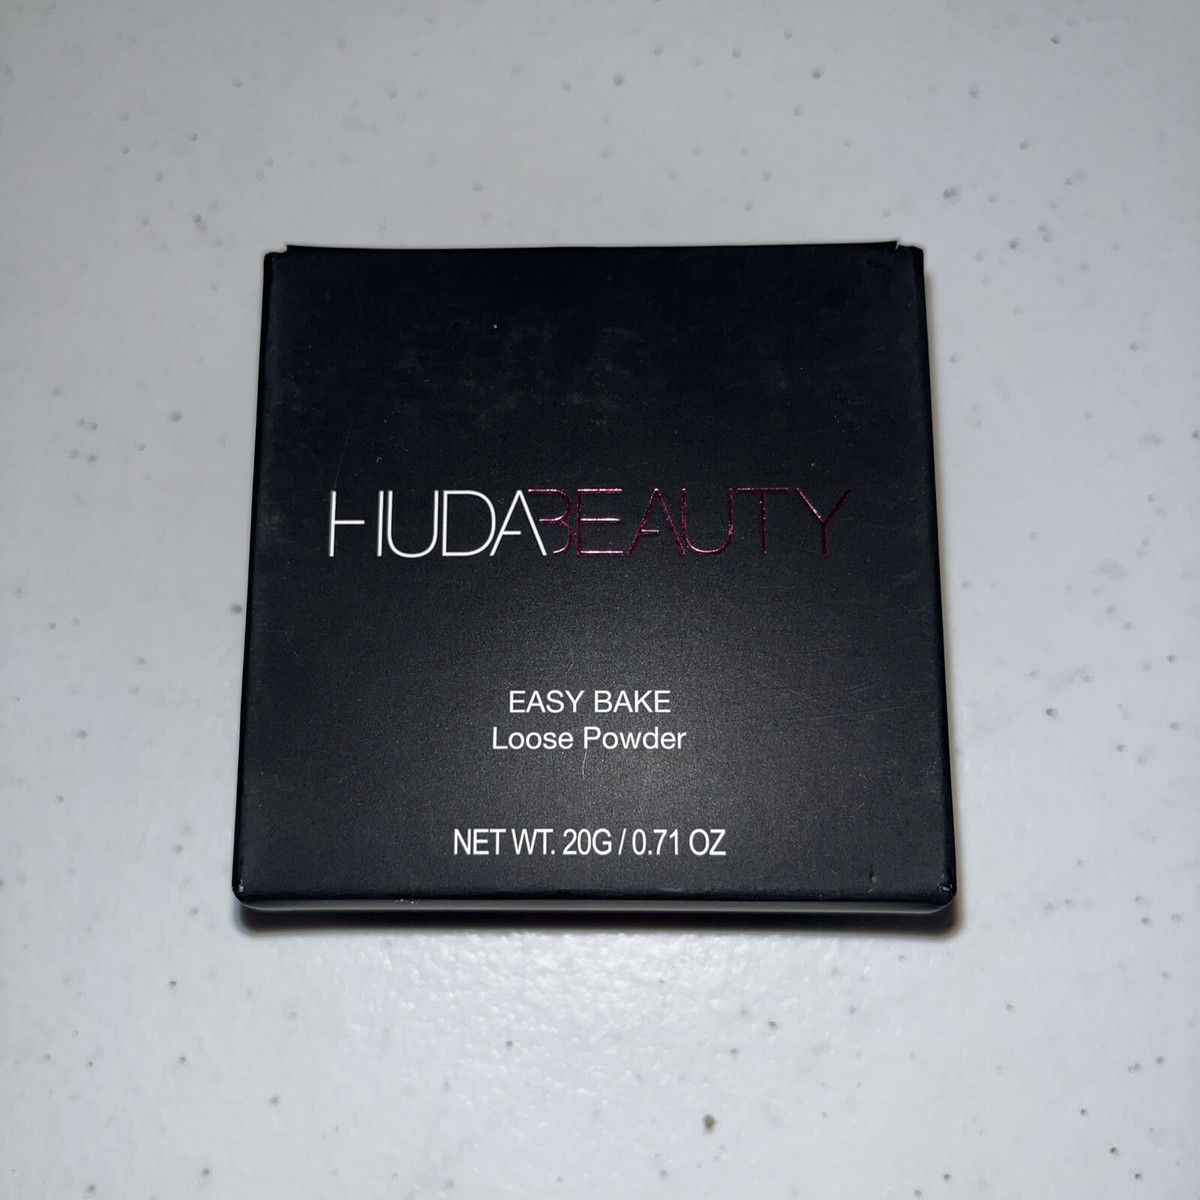 HUDABEAUTY
EASY BAKE
Loose Powder
NET WT. 20G / 0.71 OZ